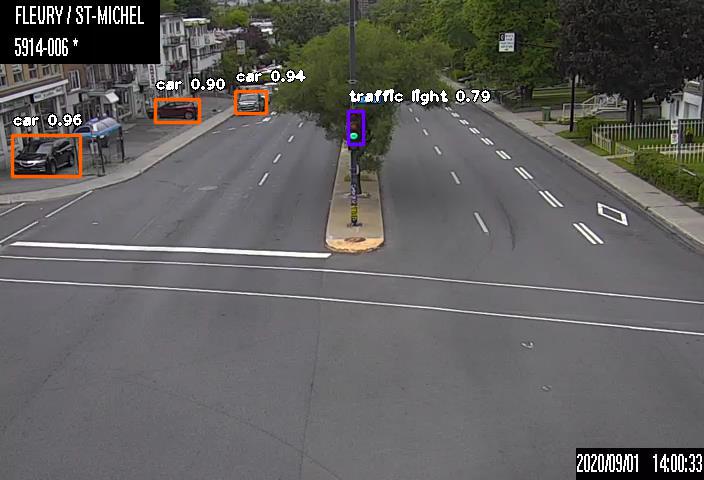 FLEURY / ST-MICHEL
5914-006 *
car 0.90
car 0.94
traffic light 0.79
car 0.96
2020/09/01 14:00:33